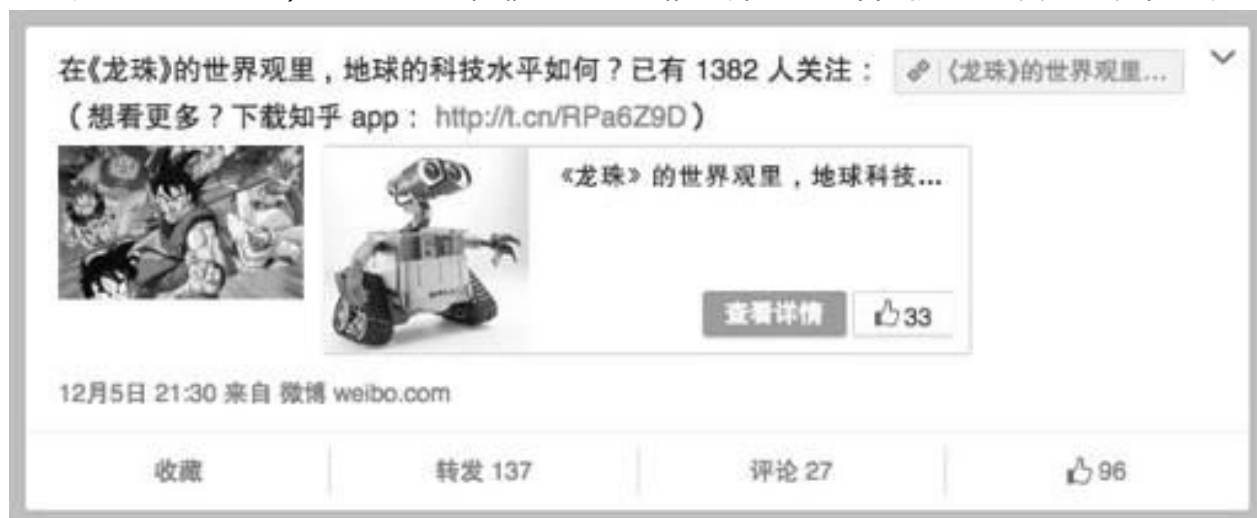 在《龙珠》的世界观里，地球的科技水平如何？已有 1382 人关注： 《龙珠》的世界观里...
（想看更多？下载知乎 app： http://t.cn/RPa6Z9D）
《龙珠》的世界观里，地球科技...
查看详情 33
12月5日 21:30 来自 微博 weibo.com
收藏 转发 137 评论 27 96